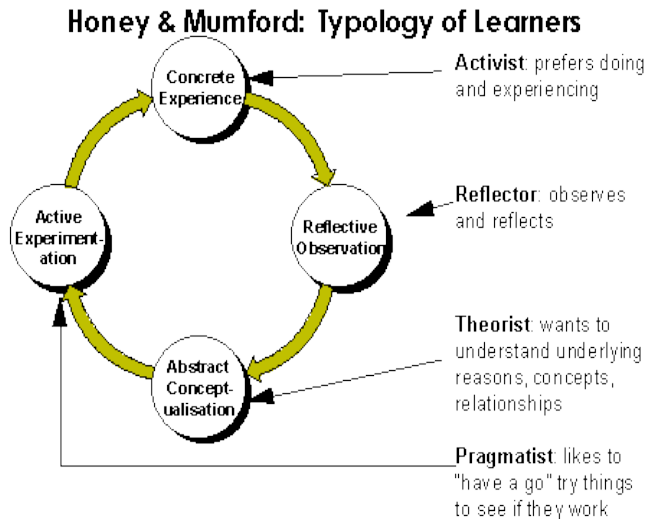 Honey & Mumford: Typology of Learners
Concrete
Experience
Activist: prefers doing
and experiencing
Reflective
Observation
Reflector: observes
and reflects
Active
Experiment-
ation
Abstract
Concept-
ualisation
Theorist: wants to
understand underlying
reasons, concepts,
relationships
Pragmatist: likes to
"have a go" try things
to see if they work